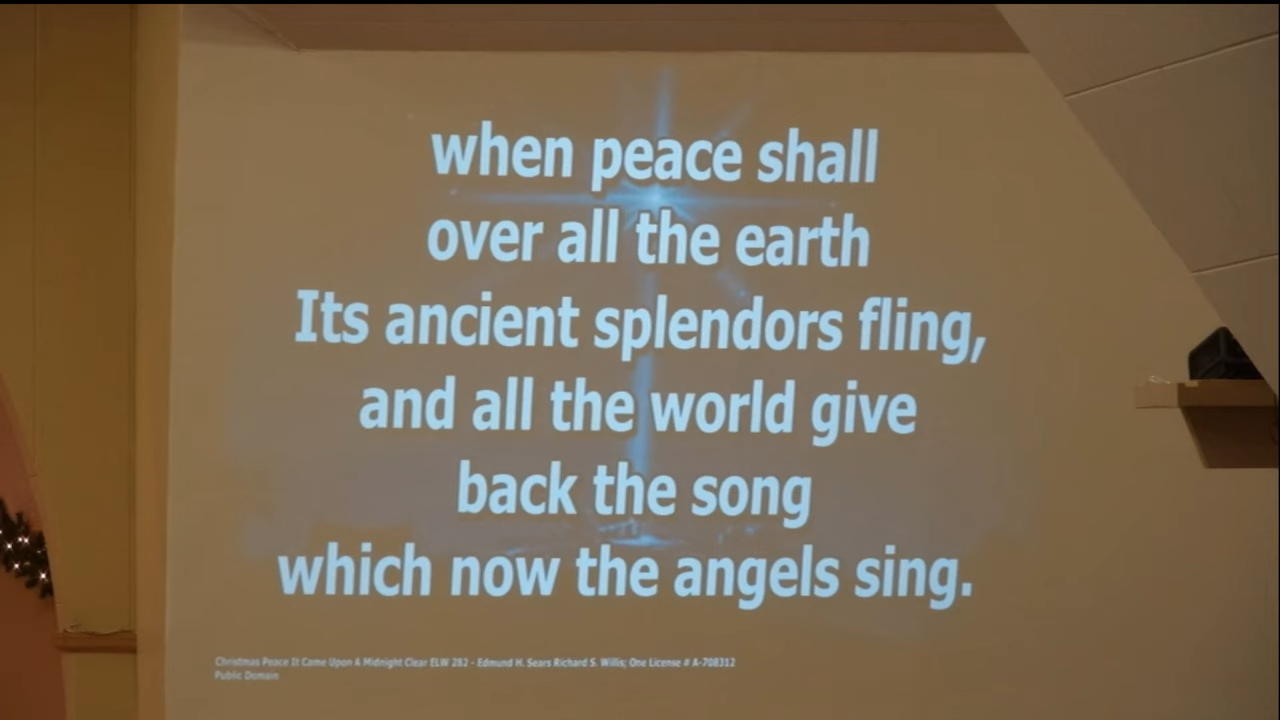 when peace shall
over all the earth
Its ancient splendors fling,
and all the world give
back the song
which now the angels sing.
Christmas Peace It Came Upon A Midnight Clear ELW 282 - Edmund H. Sears Richard S. Willis; One License # A-708312
Public Domain